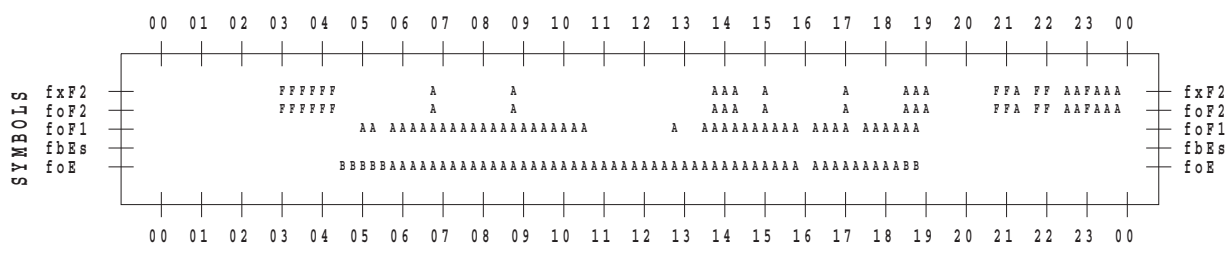 00 01 02 03 04 05 06 07 08 09 10 11 12 13 14 15 16 17 18 19 20 21 22 23 00
SYMBOLS
fxF2 FFFFFF A A AAA A A AAA FFA FF AAFAAA fxF2
foF2 FFFFFF A A AAA A A AAA FFA FF AAFAAA foF2
foF1 AA AAAAAAAAAAAAAAAAAAAA A AAAAAAAAAA AAAA AAAAAA foF1
fbEs fbEs
foE BBBBBAAAAAAAAAAAAAAAAAAAAAAAAAAAAAAAAAAAAAAAAA AAAAAAAAABB foE
00 01 02 03 04 05 06 07 08 09 10 11 12 13 14 15 16 17 18 19 20 21 22 23 00